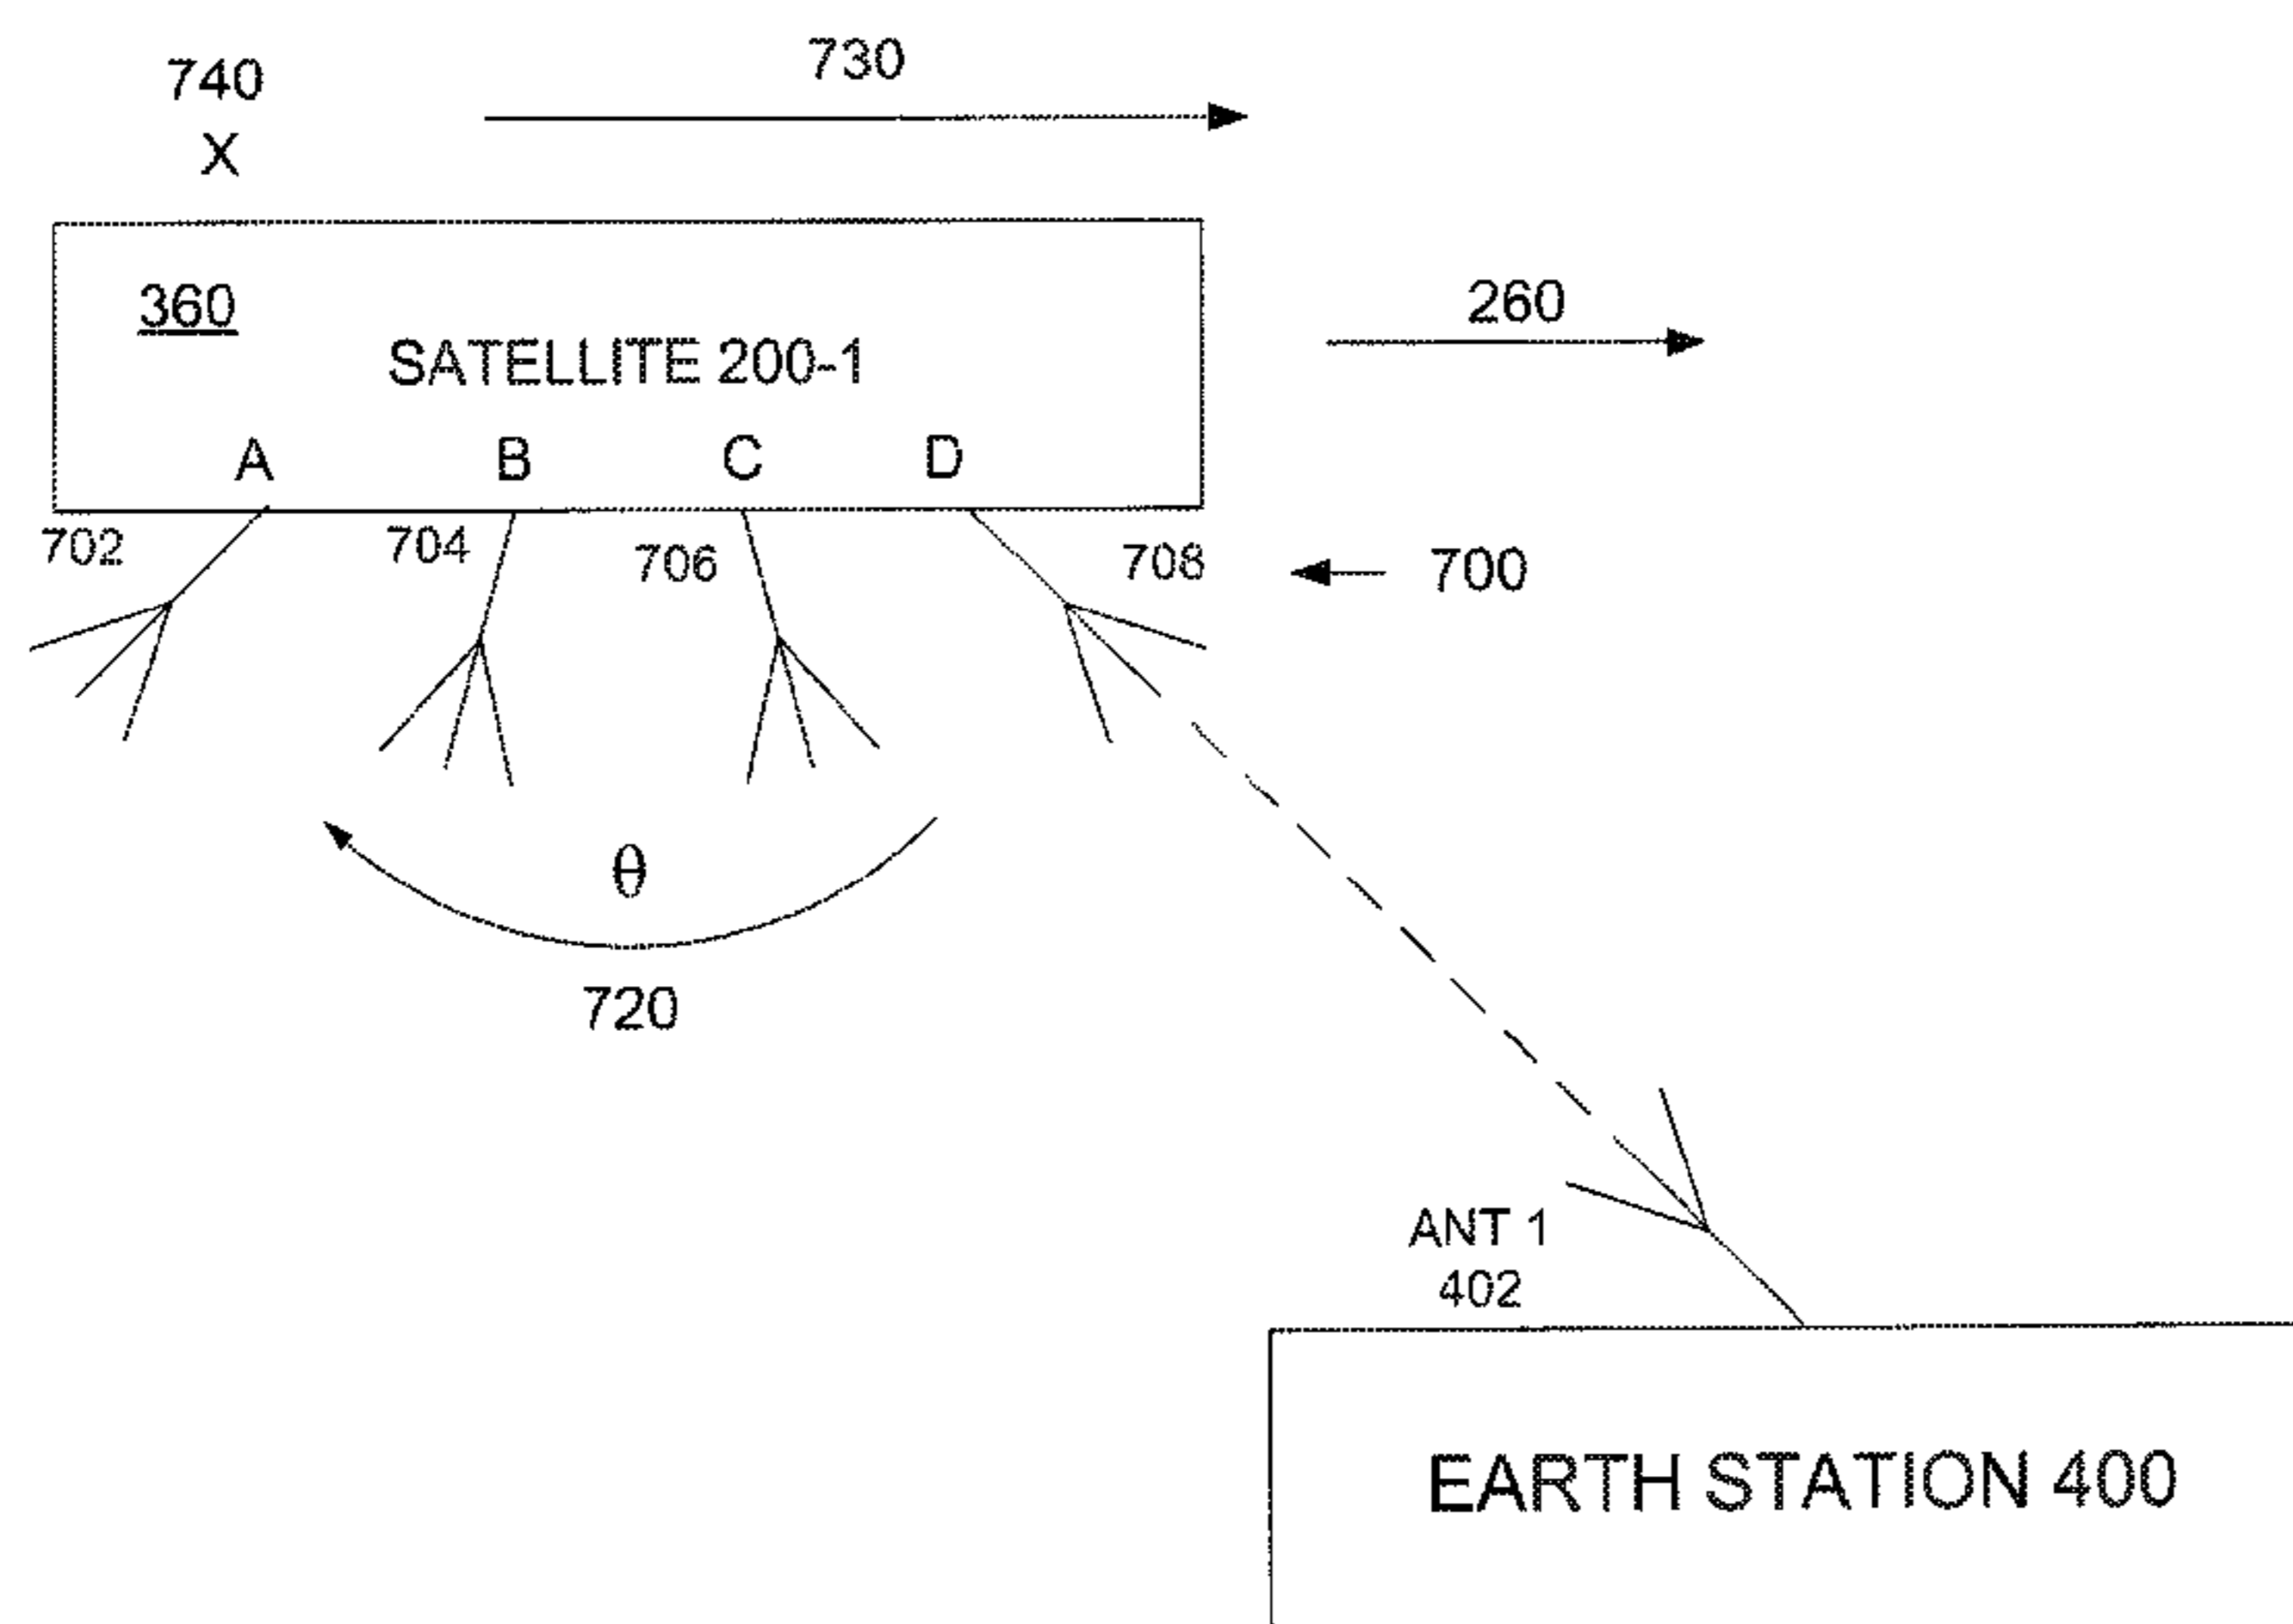 740
730
X
360
260
SATELLITE 200-1
A B C D
702 704 706 708
700
θ
720
ANT 1
402
EARTH STATION 400